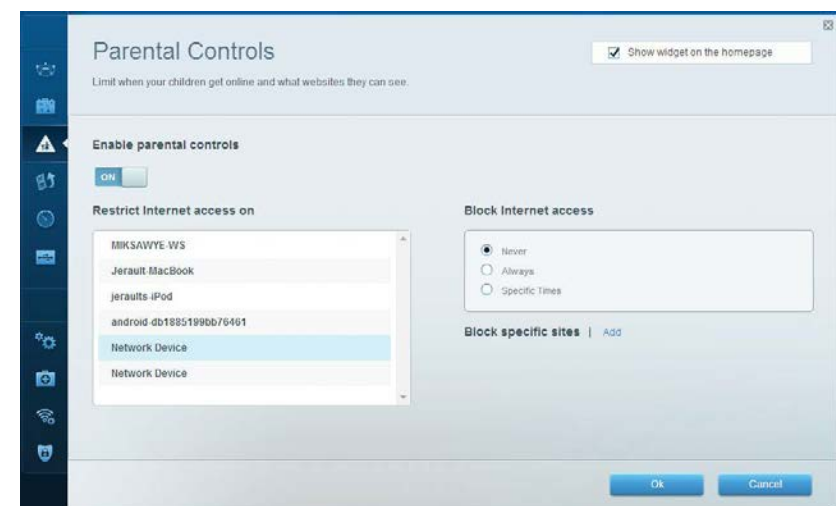 Parental Controls
Show widget on the homepage
Limit when your children get online and what websites they can see.
Enable parental controls
ON
Restrict Internet access on
Block Internet access
MIKSAWYE-WS
Jerault-MacBook
jeraults-iPod
android-db1885199bb76461
Network Device
Network Device
Never
Always
Specific Times
Block specific sites | Add
Ok
Cancel